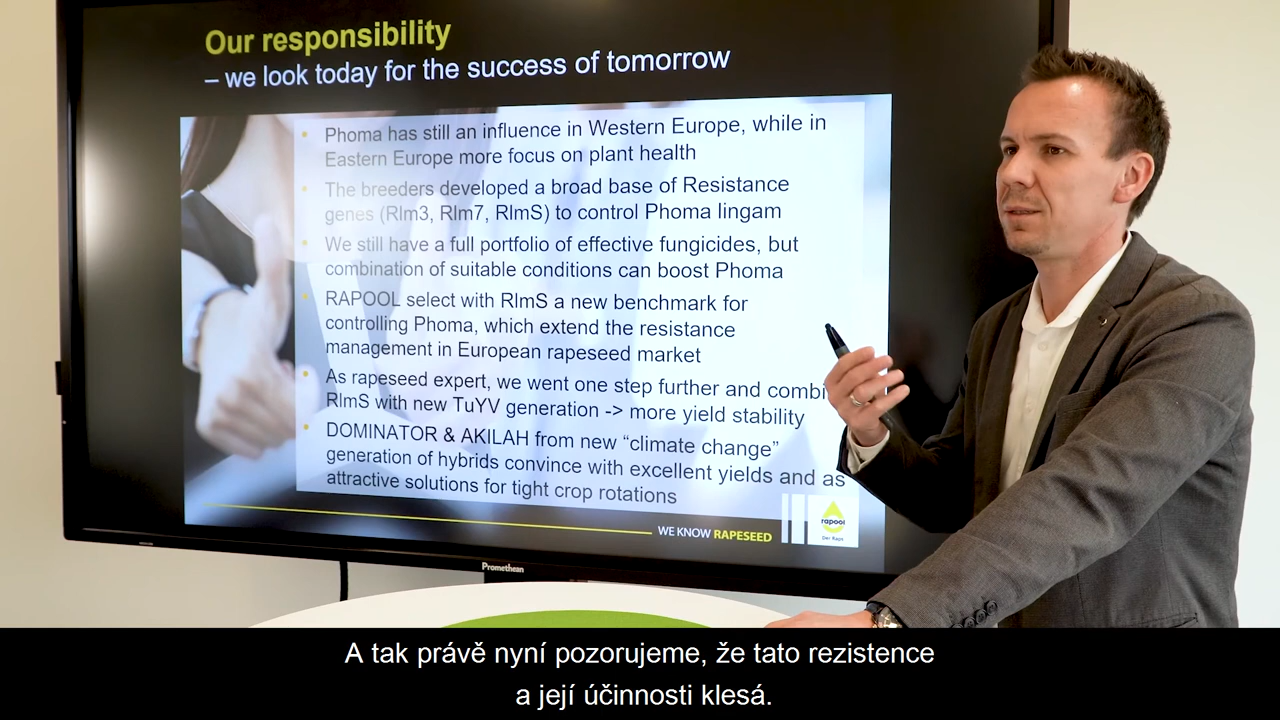 Our responsibility
– we look today for the success of tomorrow
Phoma has still an influence in Western Europe, while in
Eastern Europe more focus on plant health
The breeders developed a broad base of Resistance
genes (Rlm3, Rlm7, RlmS) to control Phoma lingam
We still have a full portfolio of effective fungicides, but
combination of suitable conditions can boost Phoma
RAPOOL select with RlmS a new benchmark for
controlling Phoma, which extend the resistance
management in European rapeseed market
As rapeseed expert, we went one step further and combi
RlmS with new TuYV generation -> more yield stability
DOMINATOR & AKILAH from new “climate change”
generation of hybrids convince with excellent yields and as
attractive solutions for tight crop rotations
WE KNOW RAPESEED
rapool
Der Raps
Promethean
A tak právě nyní pozorujeme, že tato rezistence
a její účinnosti klesá.